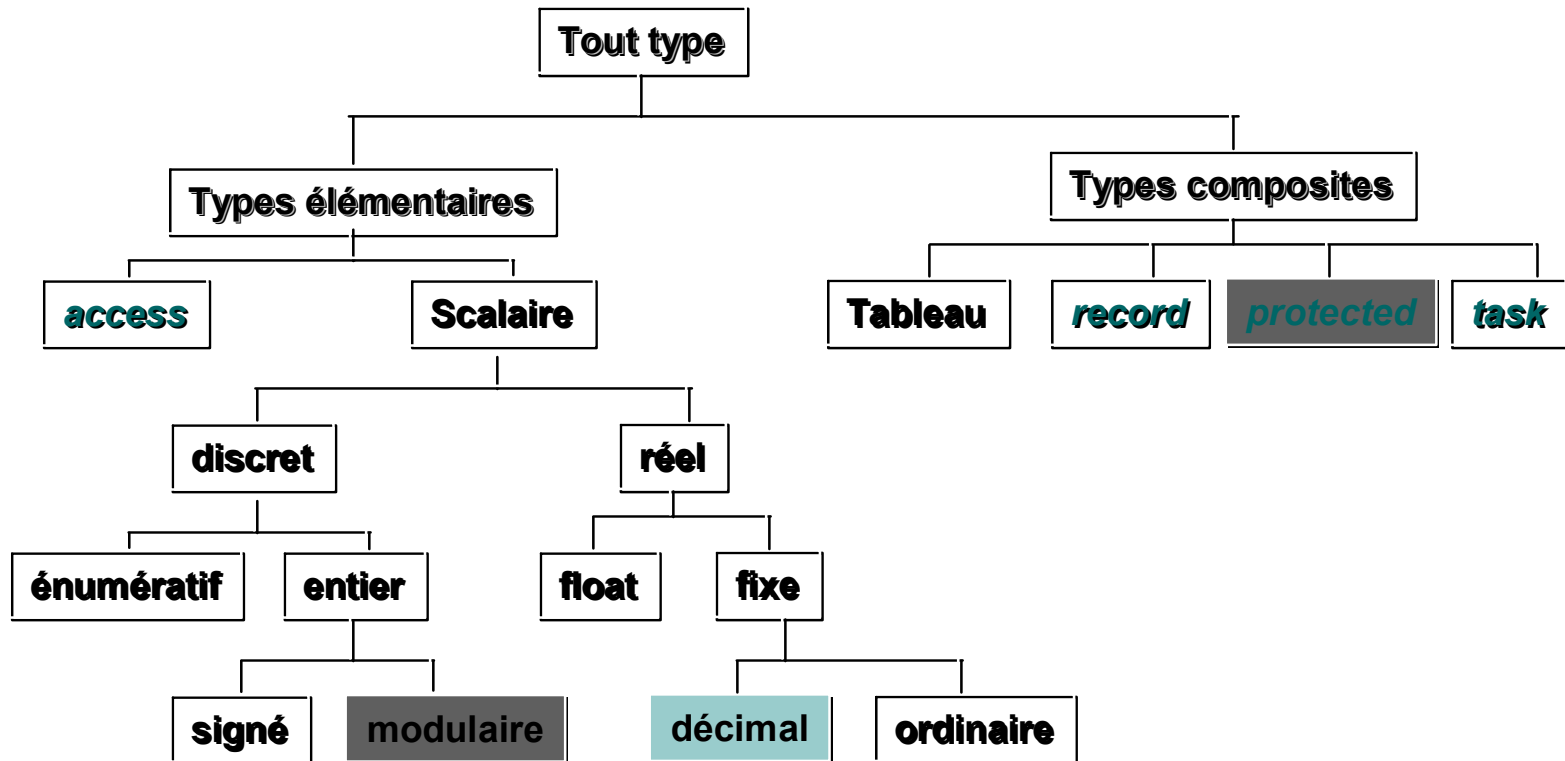 Tout type
Types élémentaires
Types composites
access
Scalaire
Tableau
record
protected
task
discret
réel
énumératif
entier
float
fixe
signé
modulaire
décimal
ordinaire